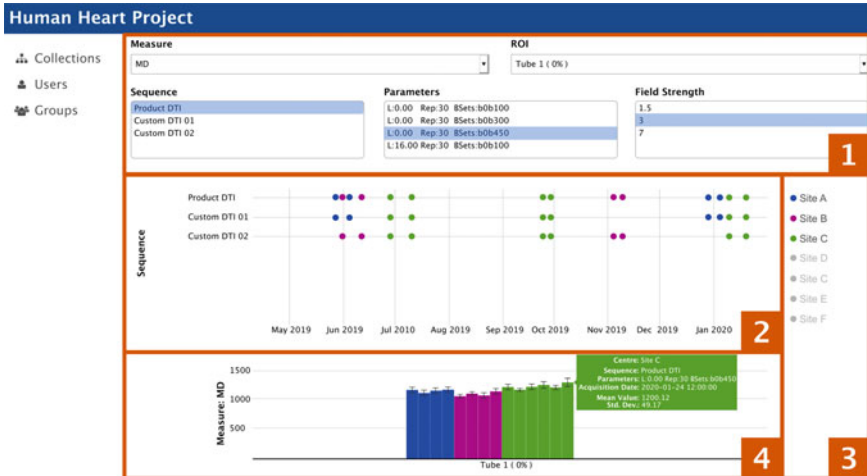 Human Heart Project
Collections
Users
Groups
Measure
MD
ROI
Tube 1 ( 0%)
Sequence
Product DTI
Custom DTI 01
Custom DTI 02
Parameters
L:0.00 Rep:30 BSets:b0b100
L:0.00 Rep:30 BSets:b0b300
L:0.00 Rep:30 BSets:b0b450
L:16.00 Rep:30 BSets:b0b100
Field Strength
1.5
3
7
1
Sequence
Product DTI
Custom DTI 01
Custom DTI 02
May 2019 Jun 2019 Jul 2010 Aug 2019 Sep 2019 Oct 2019 Nov 2019 Dec 2019 Jan 2020
2
Site A
Site B
Site C
Site D
Site C
Site E
Site F
3
Measure: MD
1500
1000
500
Tube 1 ( 0%)
Centre: Site C
Sequence: Product DTI
Parameters: L:0.00 Rep:30 BSets:b0b450
Acquisition Date: 2020-01-24 12:00:00
Mean Value: 1200.12
Std. Dev.: 49.17
4